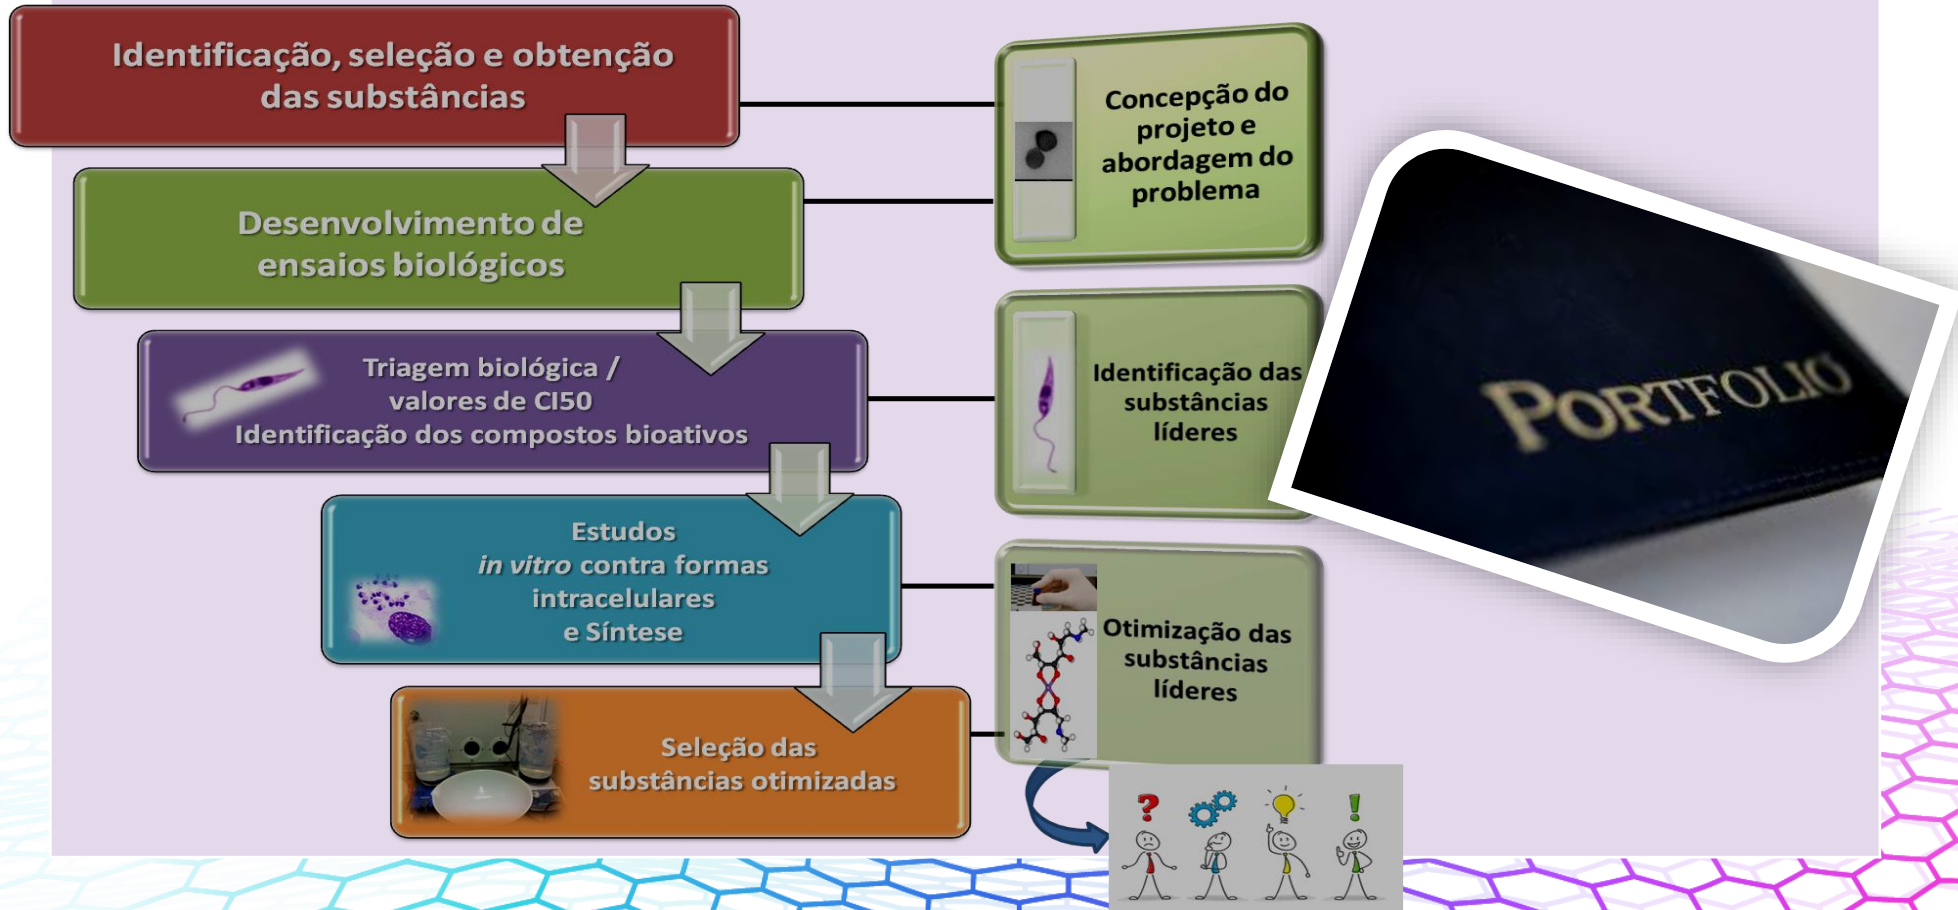 Identificação, seleção e obtenção
das substâncias
Desenvolvimento de
ensaios biológicos
Triagem biológica /
valores de CI50
Identificação dos compostos bioativos
Estudos
in vitro contra formas
intracelulares
e Síntese
Seleção das
substâncias otimizadas
Concepção do
projeto e
abordagem do
problema
Identificação das
substâncias
líderes
Otimização das
substâncias
líderes
PORTFOLIO
?
!